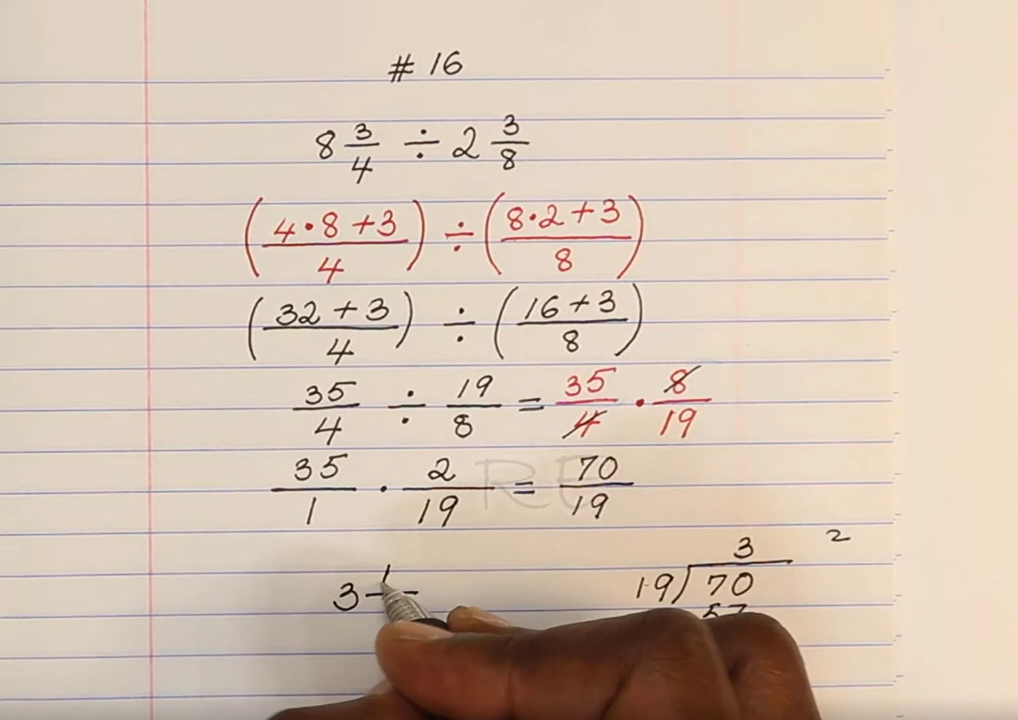 # 16
8 3/4 ÷ 2 3/8
(4·8+3 / 4) ÷ (8·2+3 / 8)
(32+3 / 4) ÷ (16+3 / 8)
35/4 ÷ 19/8 = 35/4 · 8/19
35/1 · 2/19 = 70/19
3 2
19)70
57
3 1